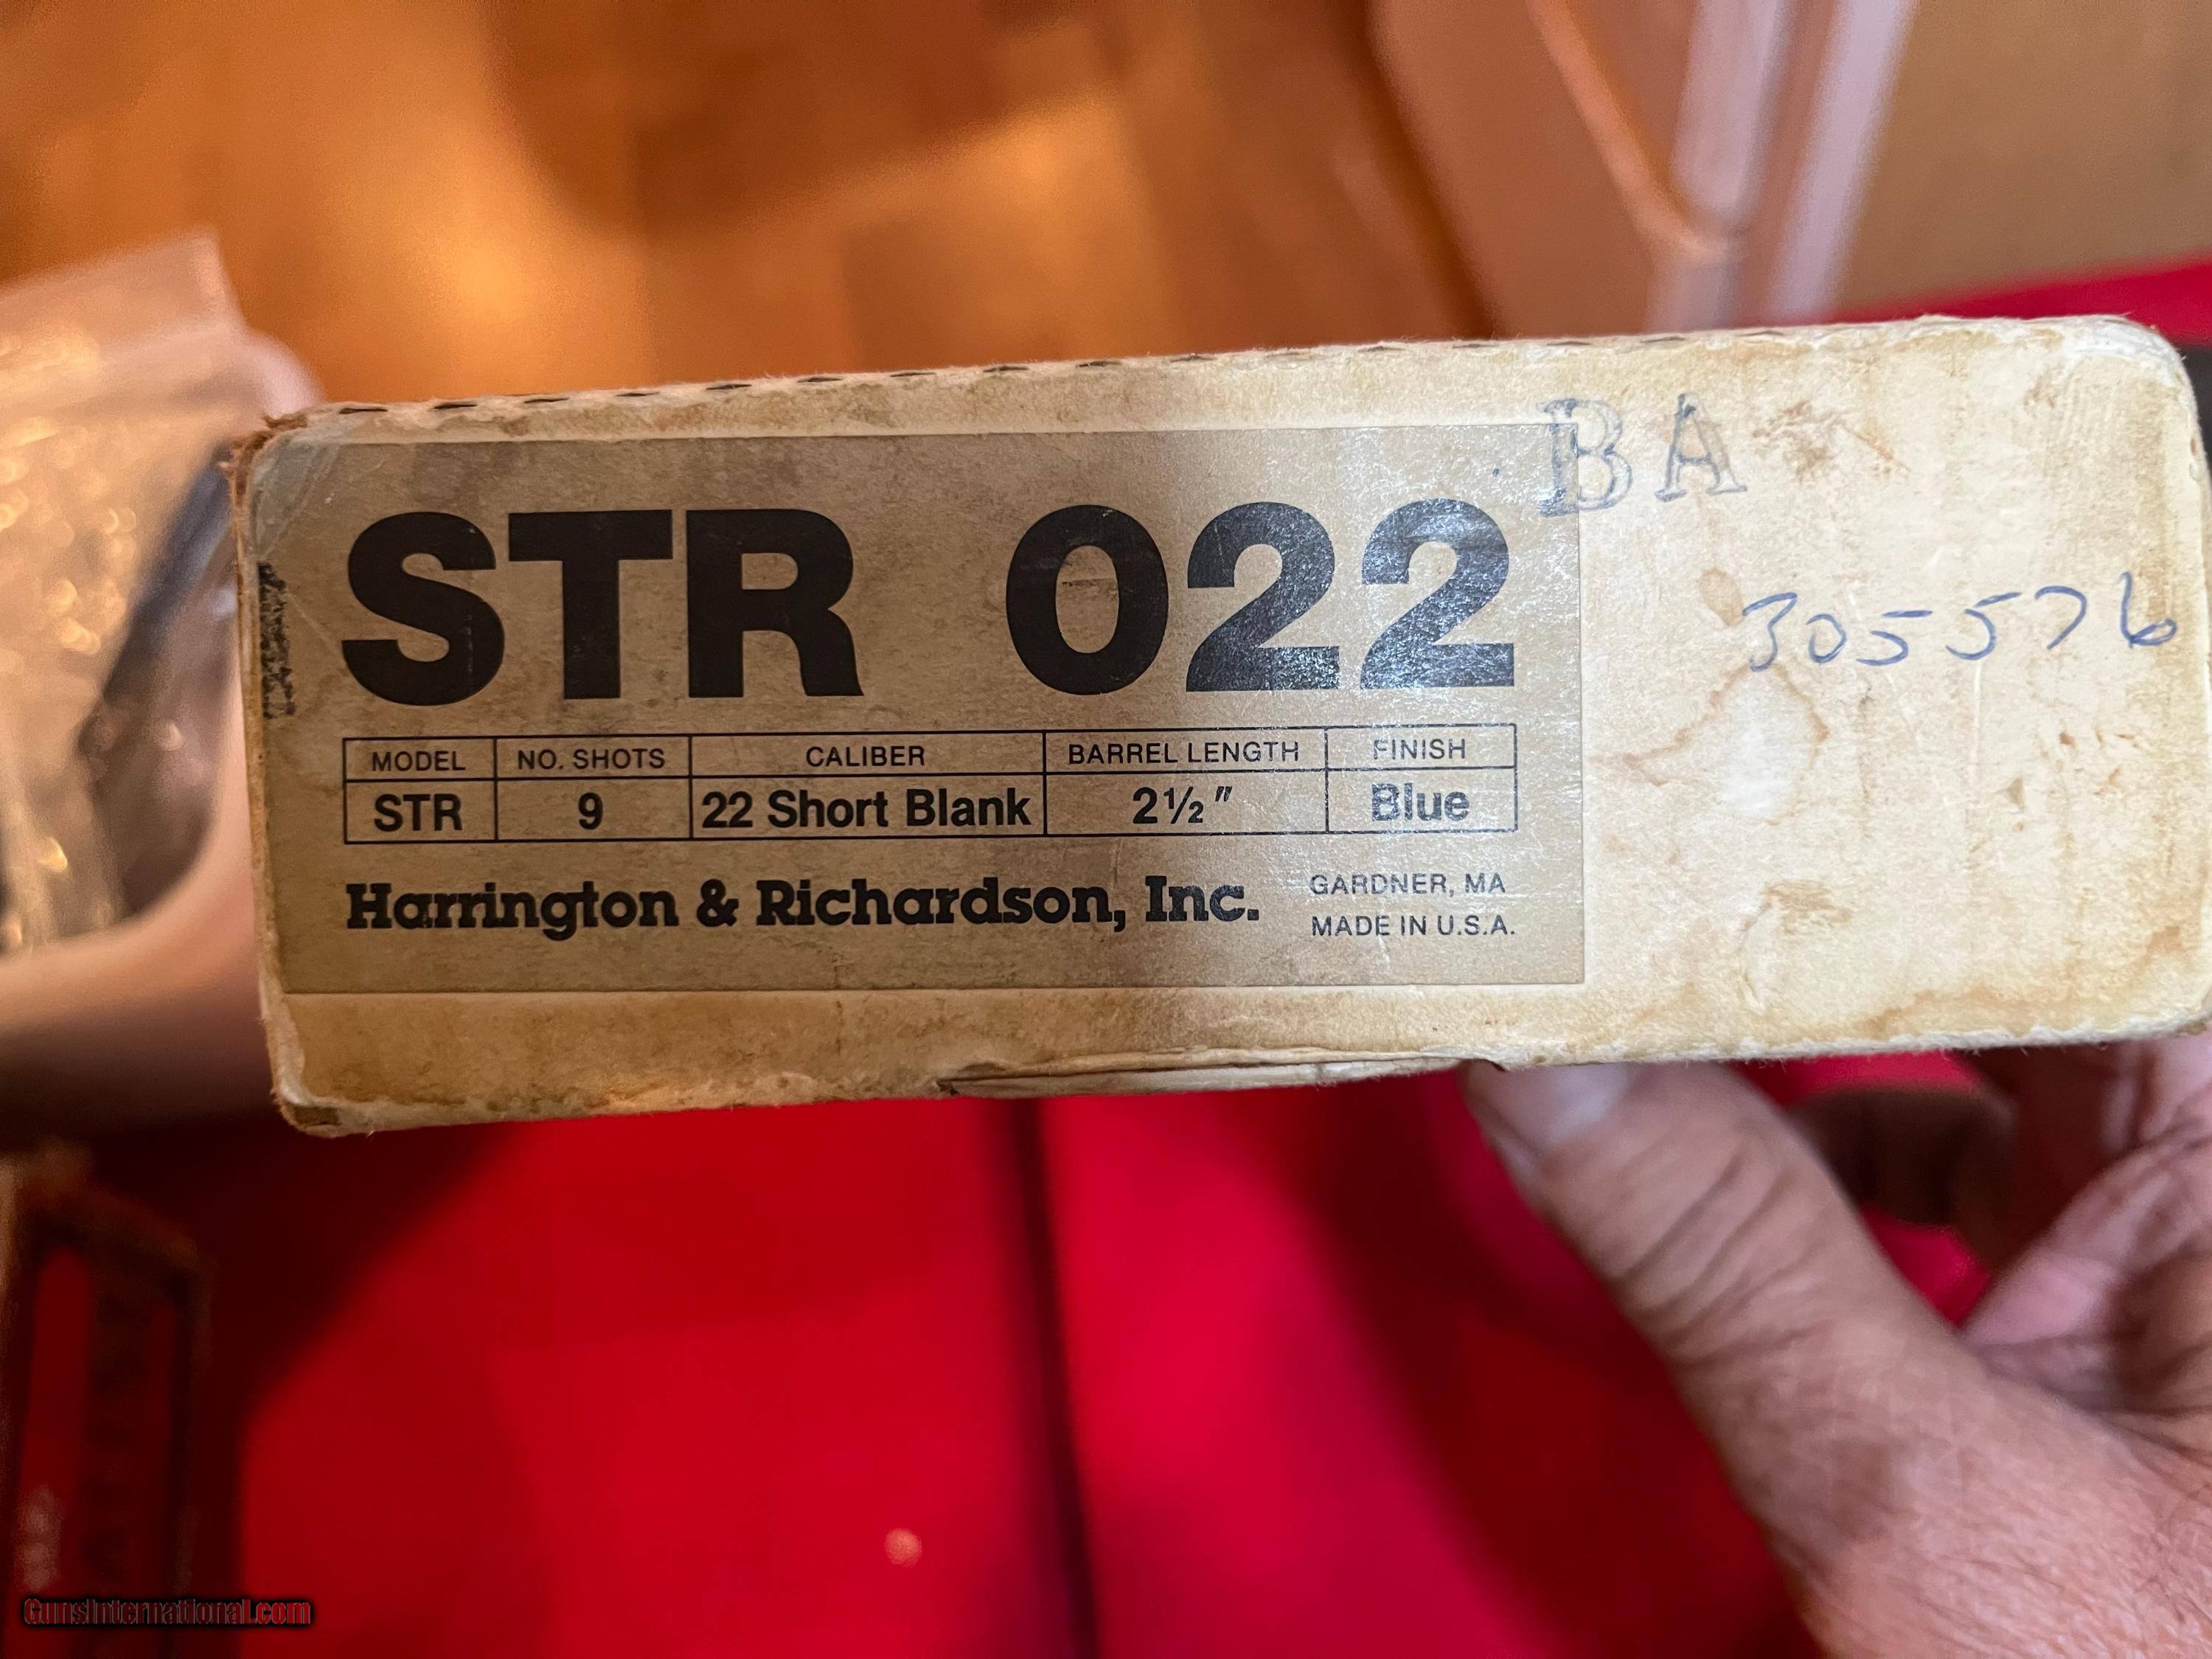 STR 022
BA
305576
MODEL NO. SHOTS CALIBER BARREL LENGTH FINISH
STR 9 22 Short Blank 2½" Blue
Harrington & Richardson, Inc.
GARDNER, MA
MADE IN U.S.A.
GunsInternational.com